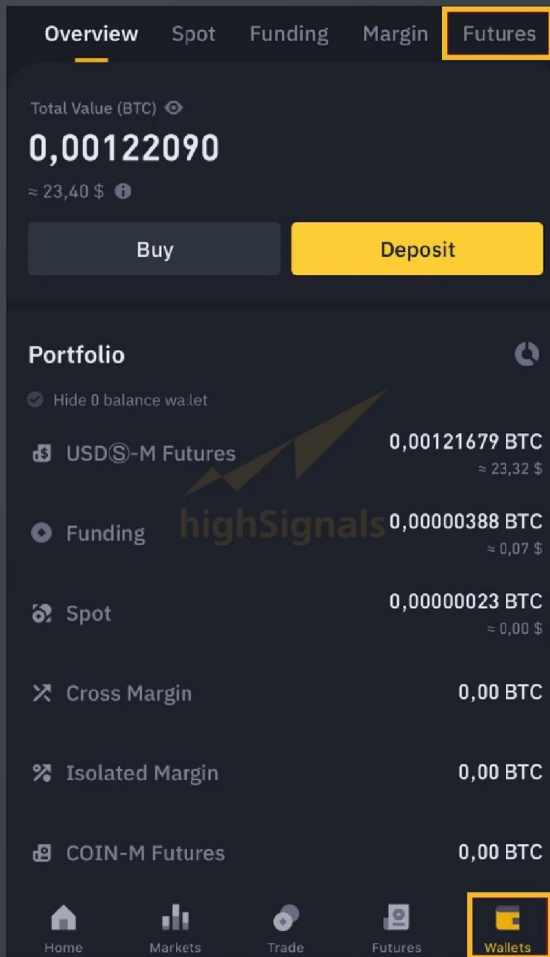 Overview Spot Funding Margin Futures
Total Value (BTC)
0,00122090
≈ 23,40 $
Buy Deposit
Portfolio
Hide 0 balance wallet
USDⓈ-M Futures 0,00121679 BTC
≈ 23,32 $
highSignals
Funding 0,00000388 BTC
≈ 0,07 $
Spot 0,00000023 BTC
≈ 0,00 $
Cross Margin 0,00 BTC
Isolated Margin 0,00 BTC
COIN-M Futures 0,00 BTC
Home Markets Trade Futures Wallets